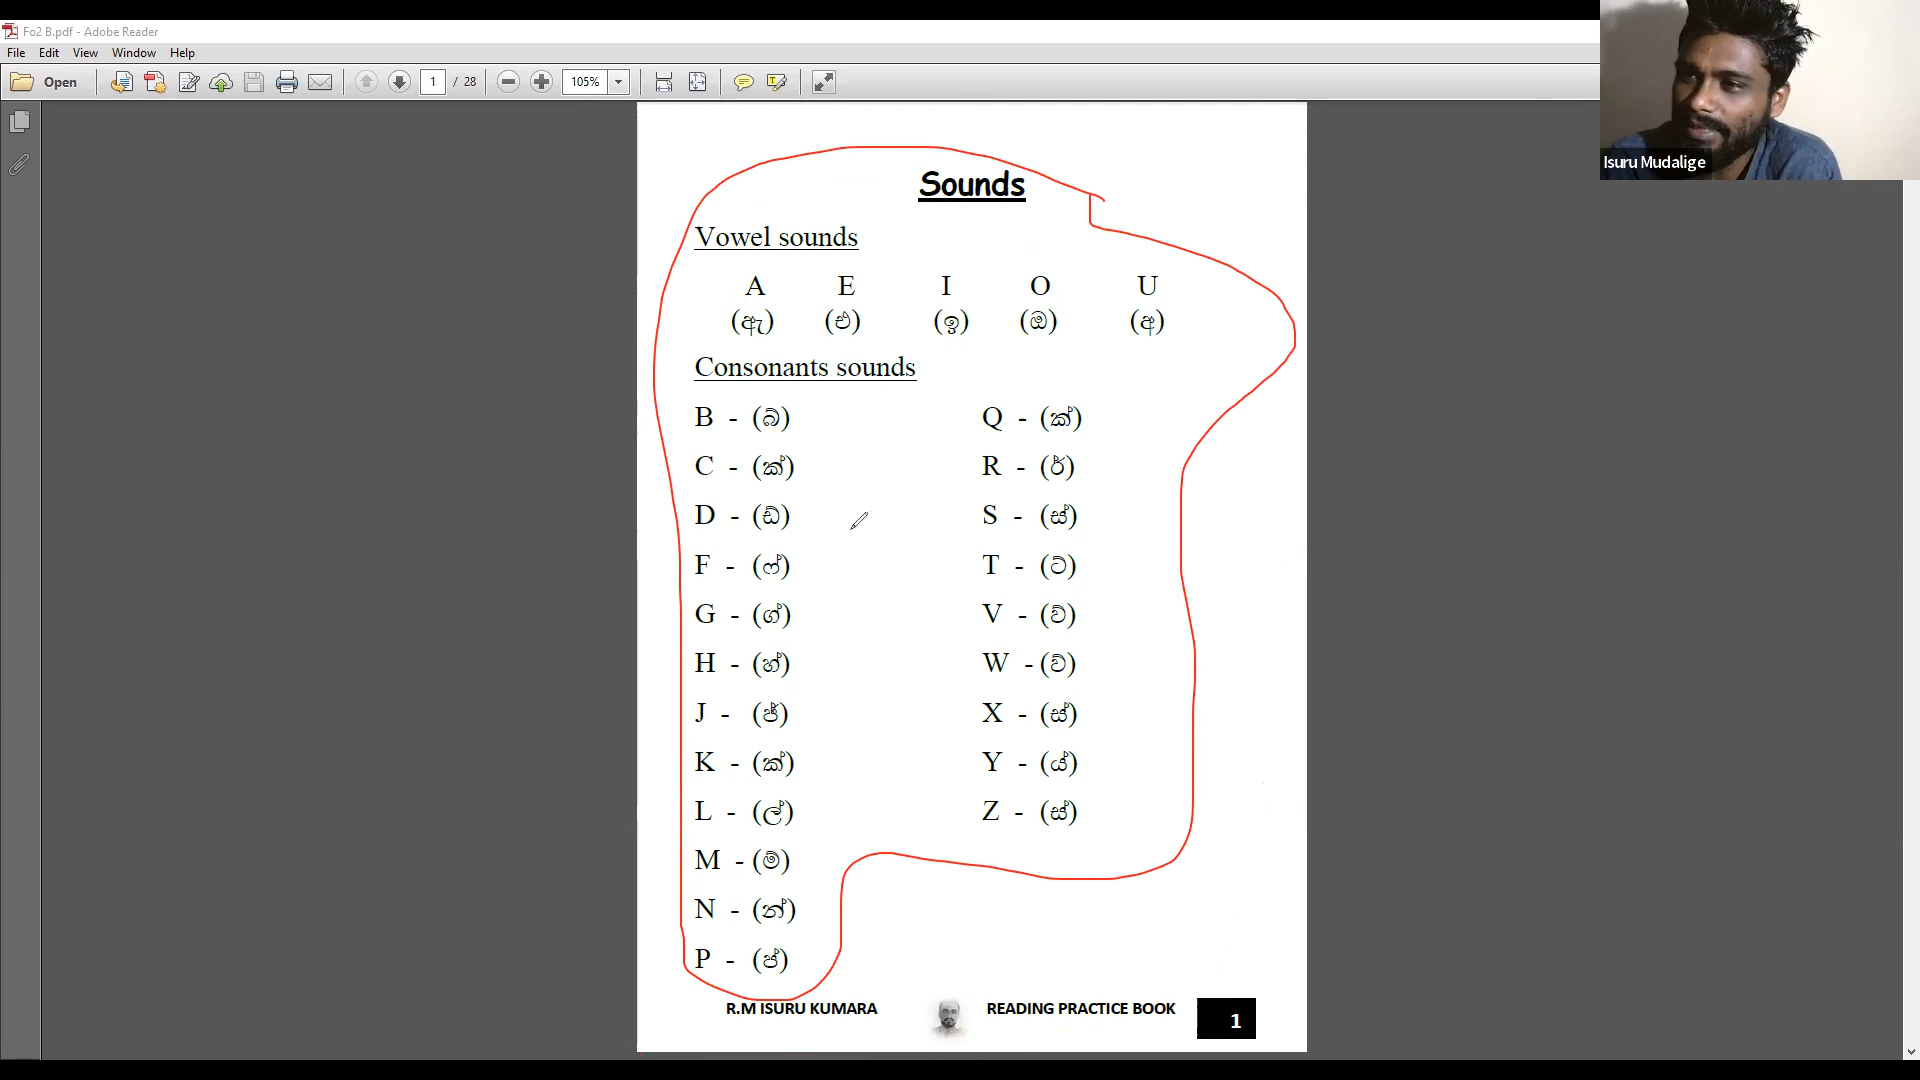 Fo2 B.pdf - Adobe Reader
File Edit View Window Help
Open 1 / 28 105%
Isuru Mudalige
Sounds
Vowel sounds
A E I O U
(ඇ) (එ) (ඉ) (ඔ) (අ)
Consonants sounds
B - (බ්) Q - (ක්)
C - (ක්) R - (ර්)
D - (ඩ්) S - (ස්)
F - (ෆ්) T - (ට්)
G - (ග්) V - (ව්)
H - (හ්) W - (ව්)
J - (ජ්) X - (ස්)
K - (ක්) Y - (ය්)
L - (ල්) Z - (ස්)
M - (ම්)
N - (න්)
P - (ප්)
R.M ISURU KUMARA READING PRACTICE BOOK 1